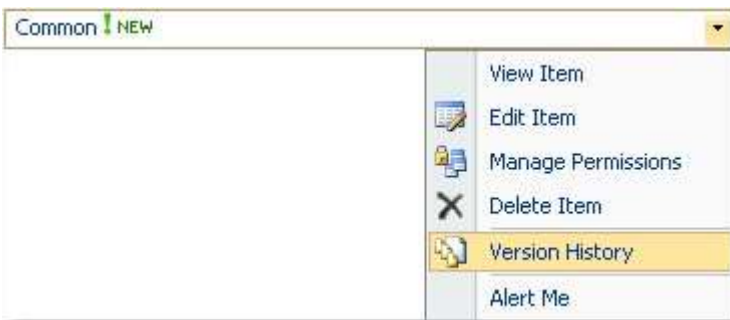 Common ! NEW
View Item
Edit Item
Manage Permissions
Delete Item
Version History
Alert Me